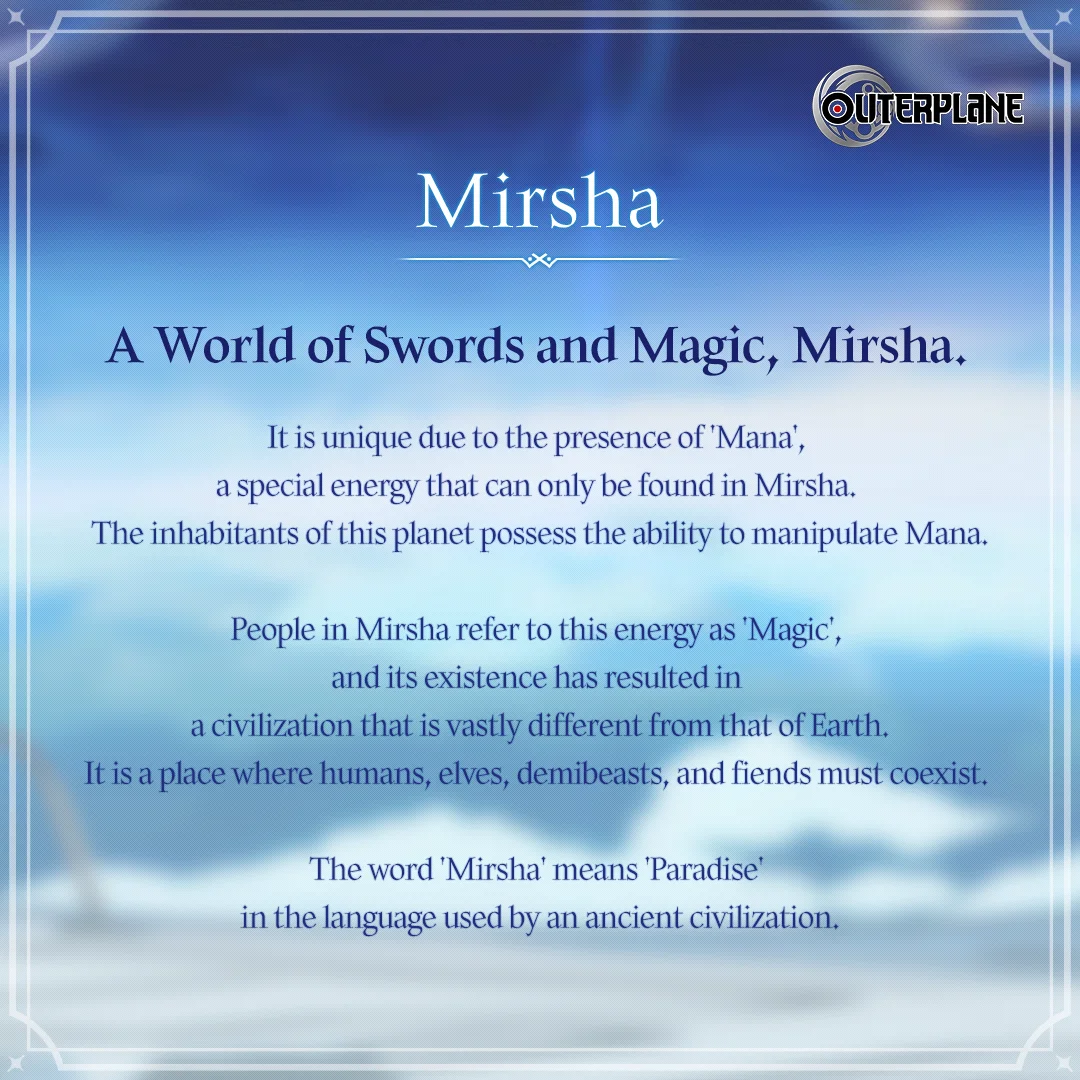 OUTERPLANE
Mirsha
A World of Swords and Magic, Mirsha.
It is unique due to the presence of 'Mana',
a special energy that can only be found in Mirsha.
The inhabitants of this planet possess the ability to manipulate Mana.
People in Mirsha refer to this energy as 'Magic',
and its existence has resulted in
a civilization that is vastly different from that of Earth.
It is a place where humans, elves, demibeasts, and fiends must coexist.
The word 'Mirsha' means 'Paradise'
in the language used by an ancient civilization.